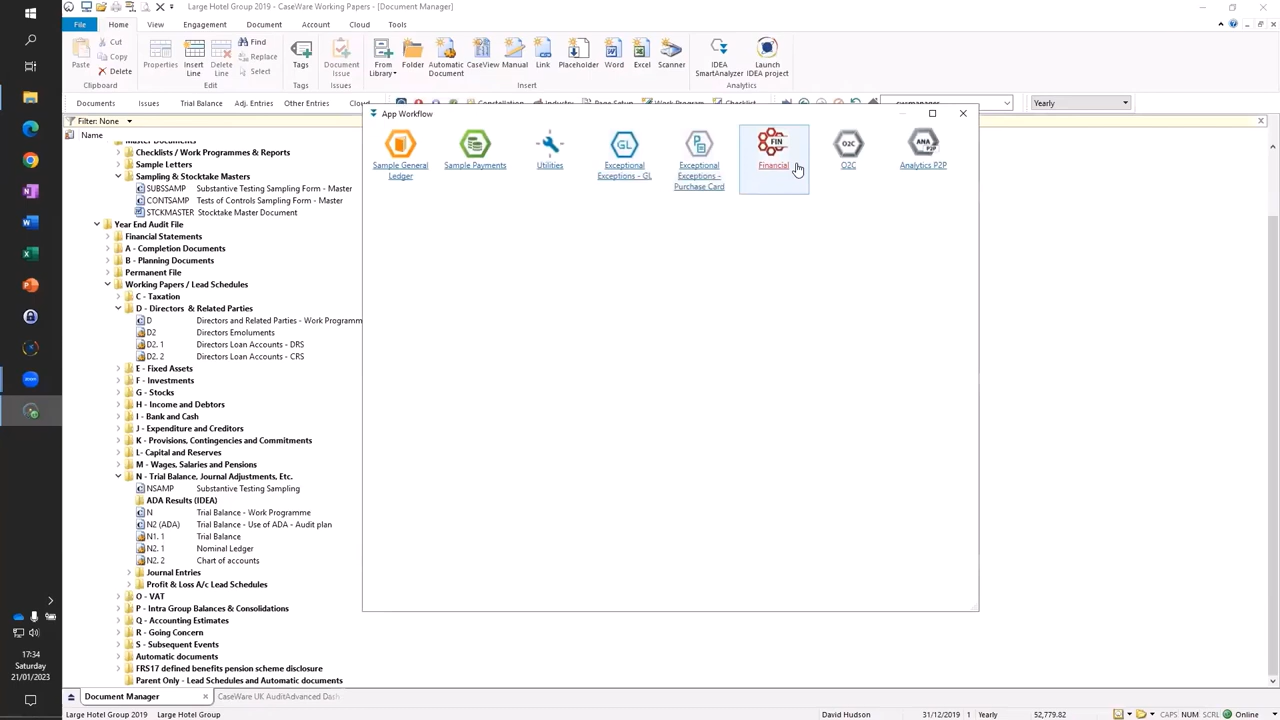 Large Hotel Group 2019 - CaseWare Working Papers - [Document Manager]
File Home View Engagement Document Account Cloud Tools
Paste
Cut
Copy
Delete
Clipboard
Properties
Insert Line
Delete Line
Find
Replace
Select
Edit
Tags
Tags
Document Issue
Issues
From Library
Folder
Automatic Document
CaseView
Manual
Link
Placeholder
Word
Excel
Scanner
Insert
IDEA SmartAnalyzer
Launch IDEA project
Analytics
Documents Issues Trial Balance Adj. Entries Other Entries Yearly
Filter: None
Name
Checklists / Work Programmes & Reports
Sample Letters
Sampling & Stocktake Masters
SUBSSAMP Substantive Testing Sampling Form - Master
CONTSAMP Tests of Controls Sampling Form - Master
STCKMASTER Stocktake Master Document
Year End Audit File
Financial Statements
A - Completion Documents
B - Planning Documents
Permanent File
Working Papers / Lead Schedules
C - Taxation
D - Directors & Related Parties
D Directors and Related Parties - Work Programm
D2 Directors Emoluments
D2. 1 Directors Loan Accounts - DRS
D2. 2 Directors Loan Accounts - CRS
E - Fixed Assets
F - Investments
G - Stocks
H - Income and Debtors
I - Bank and Cash
J - Expenditure and Creditors
K - Provisions, Contingencies and Commitments
L- Capital and Reserves
M - Wages, Salaries and Pensions
N - Trial Balance, Journal Adjustments, Etc.
NSAMP Substantive Testing Sampling
ADA Results (IDEA)
N Trial Balance - Work Programme
N2 (ADA) Trial Balance - Use of ADA - Audit plan
N1. 1 Trial Balance
N2. 1 Nominal Ledger
N2. 2 Chart of accounts
Journal Entries
Profit & Loss A/c Lead Schedules
O - VAT
P - Intra Group Balances & Consolidations
Q - Accounting Estimates
R - Going Concern
S - Subsequent Events
Automatic documents
FRS17 defined benefits pension scheme disclosure
Parent Only - Lead Schedules and Automatic documents
App Workflow
GL
P
FIN
O2C
ANA P2P
Sample General Ledger
Sample Payments
Utilities
Exceptional Exceptions - GL
Exceptional Exceptions - Purchase Card
Financial
O2C
Analytics P2P
17:34
Saturday
21/01/2023
Document Manager CaseWare UK AuditAdvanced Dash
Large Hotel Group 2019 Large Hotel Group David Hudson 31/12/2019 1 Yearly 52,779.82 CAPS NUM SCRL Online